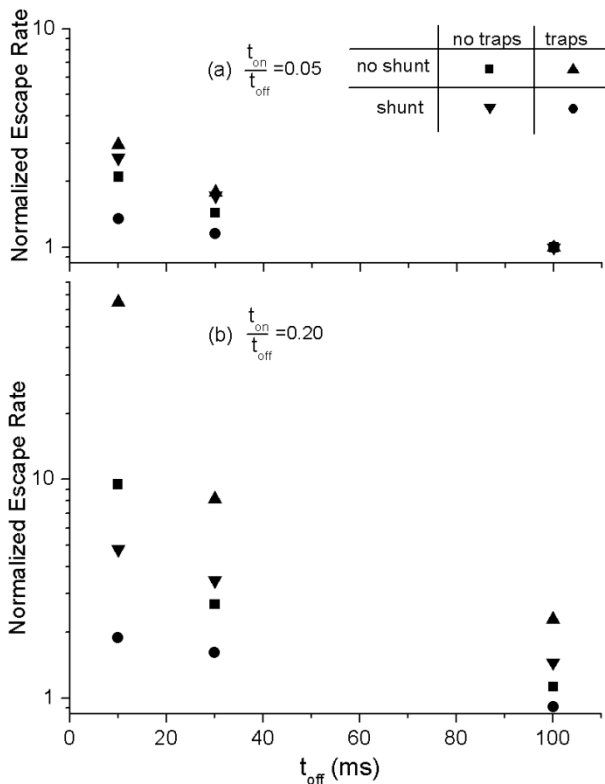 10
no traps traps
(a) t_on/t_off=0.05
no shunt
shunt
Normalized Escape Rate
1
(b) t_on/t_off=0.20
10
Normalized Escape Rate
1
0 20 40 60 80 100
t_off (ms)